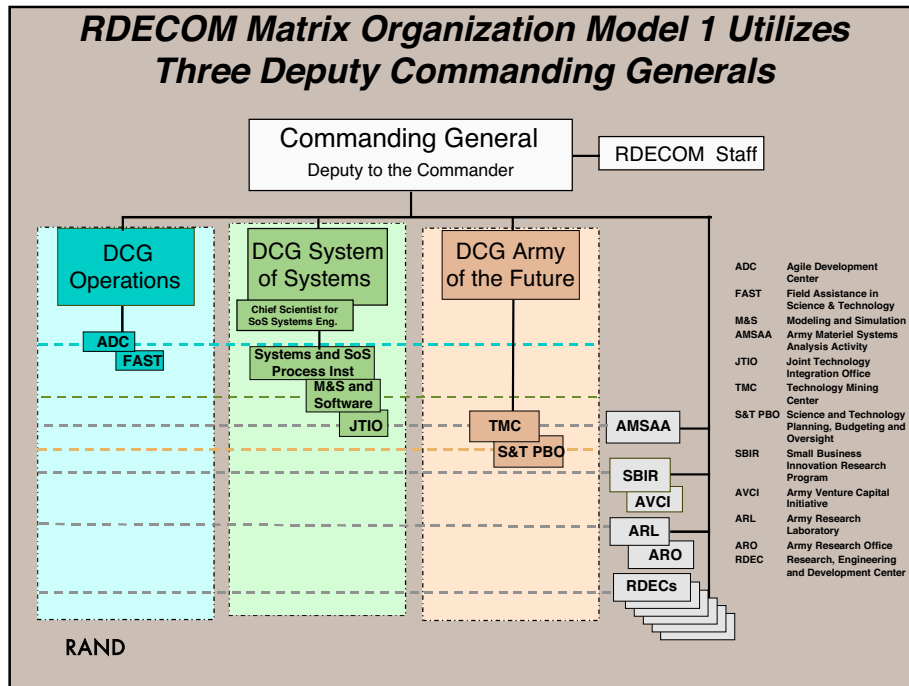 RDECOM Matrix Organization Model 1 Utilizes
Three Deputy Commanding Generals
Commanding General
Deputy to the Commander
RDECOM Staff
DCG
Operations
DCG System
of Systems
DCG Army
of the Future
Chief Scientist for
SoS Systems Eng.
ADC
FAST
Systems and SoS
Process Inst
M&S and
Software
JTIO
TMC
S&T PBO
AMSAA
SBIR
AVCI
ARL
ARO
RDECs
ADC Agile Development
Center
FAST Field Assistance in
Science & Technology
M&S Modeling and Simulation
AMSAA Army Materiel Systems
Analysis Activity
JTIO Joint Technology
Integration Office
TMC Technology Mining
Center
S&T PBO Science and Technology
Planning, Budgeting and
Oversight
SBIR Small Business
Innovation Research
Program
AVCI Army Venture Capital
Initiative
ARL Army Research
Laboratory
ARO Army Research Office
RDEC Research, Engineering
and Development Center
RAND